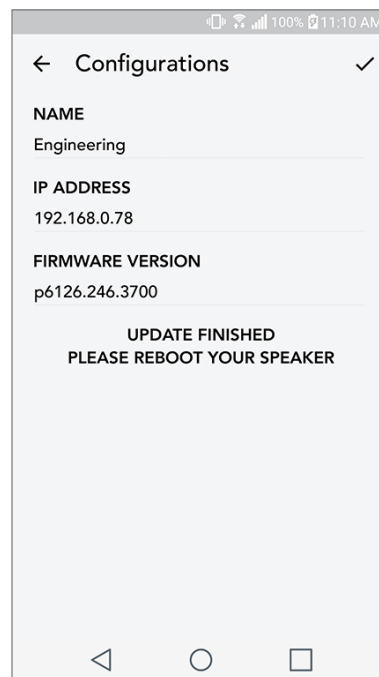 100% 11:10 AM
Configurations
NAME
Engineering
IP ADDRESS
192.168.0.78
FIRMWARE VERSION
p6126.246.3700
UPDATE FINISHED
PLEASE REBOOT YOUR SPEAKER